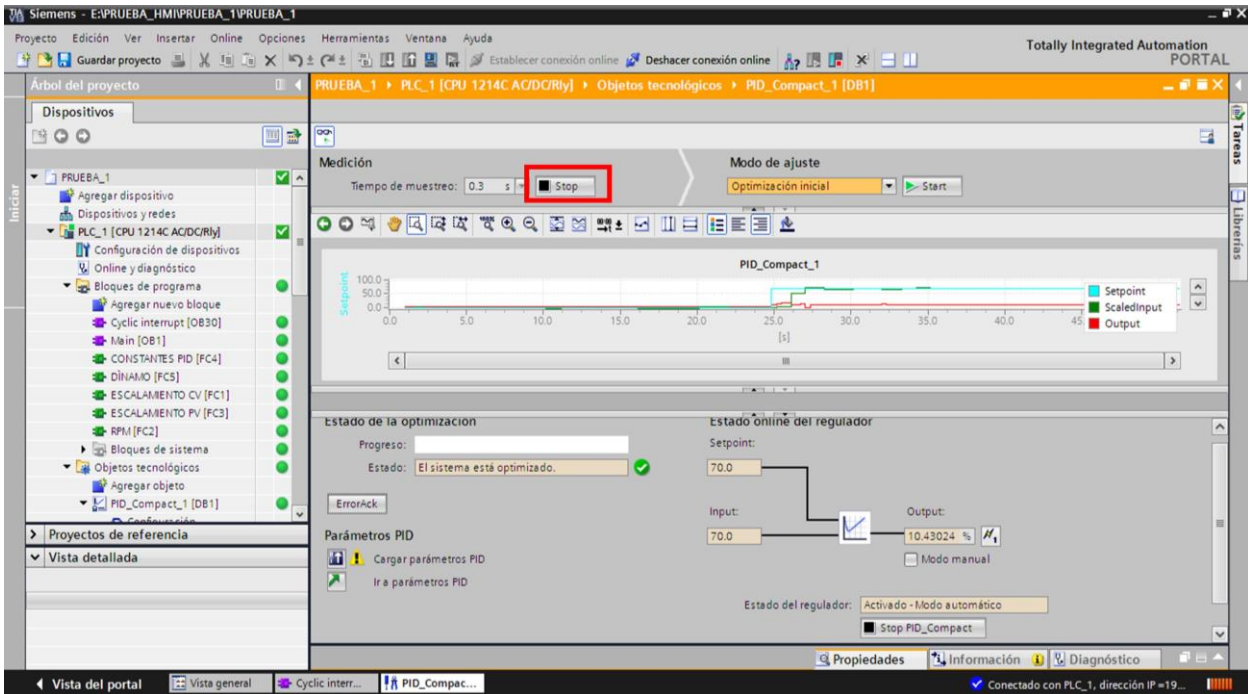 Siemens - E:\PRUEBA_HMI\PRUEBA_1\PRUEBA_1
Proyecto Edición Ver Insertar Online Opciones Herramientas Ventana Ayuda
Totally Integrated Automation
PORTAL
Guardar proyecto Establecer conexión online Deshacer conexión online
Árbol del proyecto
PRUEBA_1 PLC_1 [CPU 1214C AC/DC/Rly] Objetos tecnológicos PID_Compact_1 [DB1]
Dispositivos
Iniciar
Tareas
Librerías
PRUEBA_1
Agregar dispositivo
Dispositivos y redes
PLC_1 [CPU 1214C AC/DC/Rly]
Configuración de dispositivos
Online y diagnóstico
Bloques de programa
Agregar nuevo bloque
Cyclic interrupt [OB30]
Main [OB1]
CONSTANTES PID [FC4]
DÌNAMO [FC5]
ESCALAMIENTO CV [FC1]
ESCALAMIENTO PV [FC3]
RPM [FC2]
Bloques de sistema
Objetos tecnológicos
Agregar objeto
PID_Compact_1 [DB1]
Configuración
Proyectos de referencia
Vista detallada
Medición
Tiempo de muestreo: 0.3 s Stop
Modo de ajuste
Optimización inicial Start
PID_Compact_1
Setpoint
100.0
50.0
0.0
0.0 5.0 10.0 15.0 20.0 25.0 30.0 35.0 40.0
[s]
Setpoint
ScaledInput
Output
Estado de la optimización
Progreso:
Estado: El sistema está optimizado.
ErrorAck
Parámetros PID
Cargar parámetros PID
Ir a parámetros PID
Estado online del regulador
Setpoint:
70.0
Input: Output:
70.0 10.43024 %
Modo manual
Estado del regulador: Activado - Modo automático
Stop PID_Compact
Propiedades Información Diagnóstico
Vista del portal Vista general Cyclic interr... PID_Compac... Conectado con PLC_1, dirección IP =19...